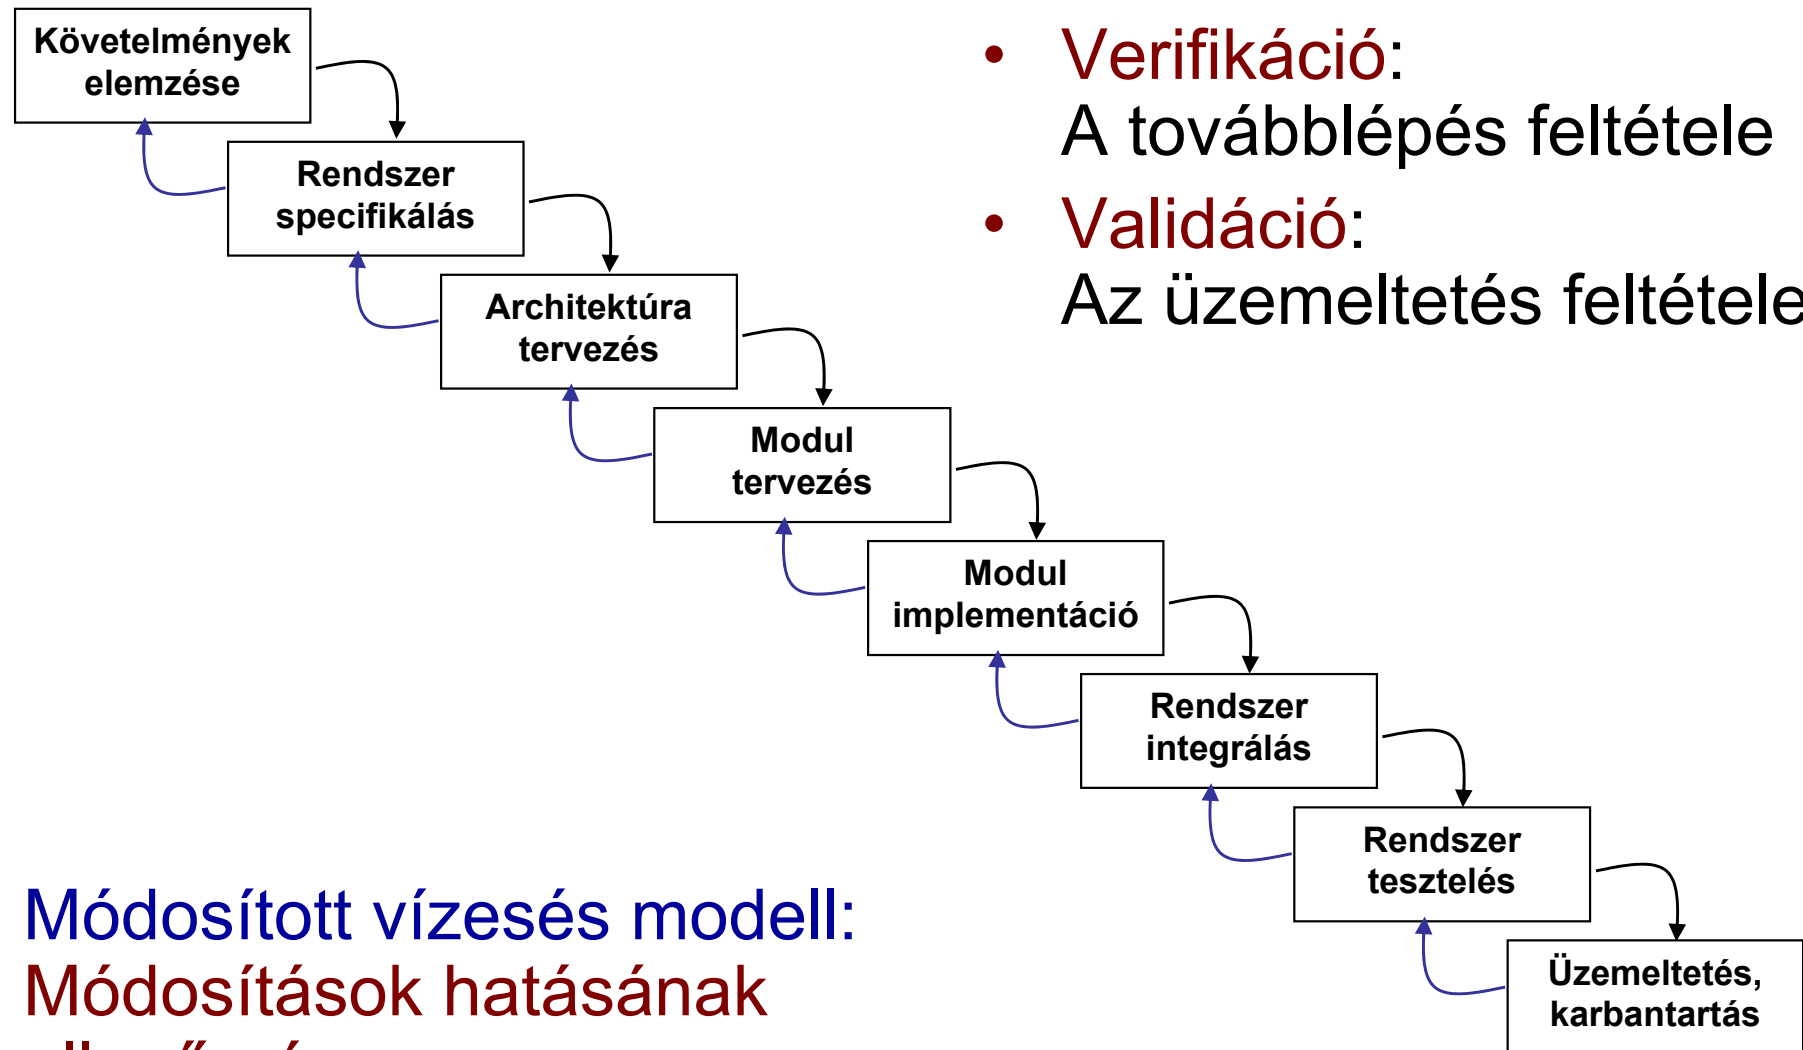 Követelmények
elemzése
Rendszer
specifikálás
Architektúra
tervezés
Modul
tervezés
Modul
implementáció
Rendszer
integrálás
Rendszer
tesztelés
Üzemeltetés,
karbantartás
• Verifikáció:
A továbblépés feltétele
• Validáció:
Az üzemeltetés feltétele
Módosított vízesés modell:
Módosítások hatásának